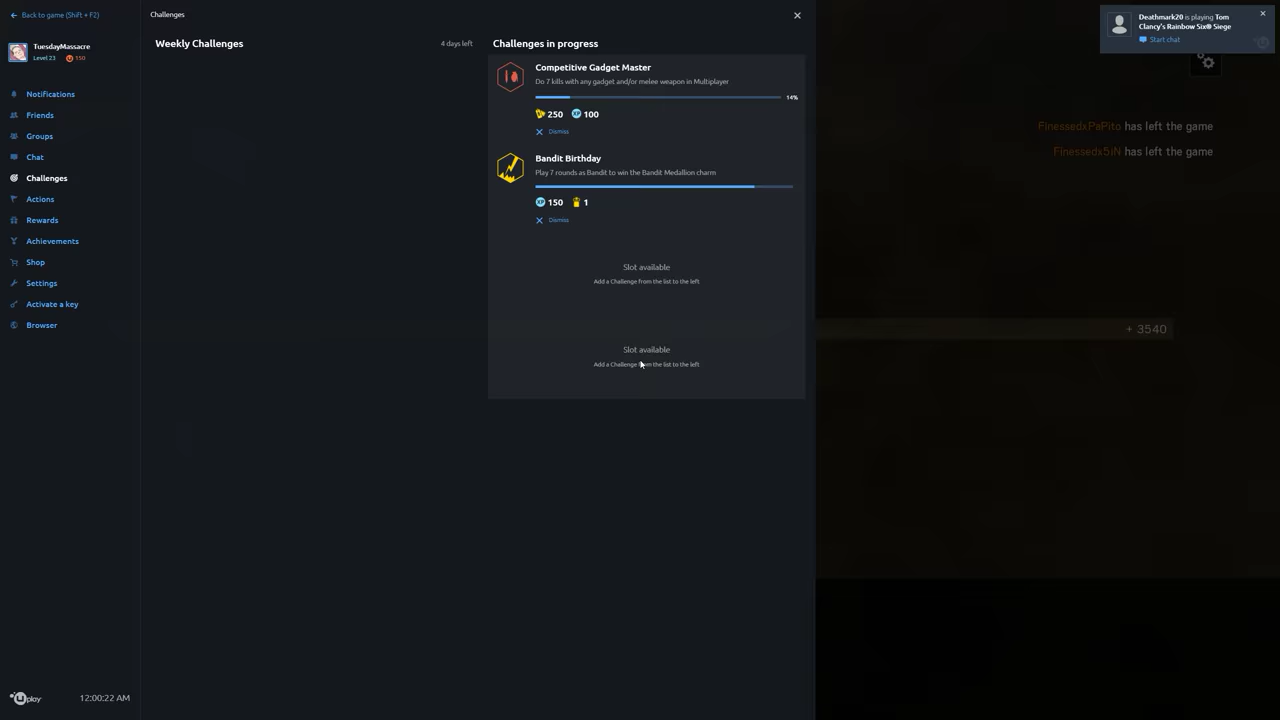 Back to game (Shift + F2)
TuesdayMassacre
Level 23
150
Notifications
Friends
Groups
Chat
Challenges
Actions
Rewards
Achievements
Shop
Settings
Activate a key
Browser
uplay
12:00:22 AM
Challenges
Weekly Challenges
4 days left
Challenges in progress
Competitive Gadget Master
Do 7 kills with any gadget and/or melee weapon in Multiplayer
14%
250 XP 100
Dismiss
Bandit Birthday
Play 7 rounds as Bandit to win the Bandit Medallion charm
XP 150 1
Dismiss
Slot available
Add a Challenge from the list to the left
Slot available
Add a Challenge from the list to the left
Deathmark20 is playing Tom
Clancy's Rainbow Six® Siege
Start chat
FinessedxPaPito has left the game
Finessedx5iN has left the game
+ 3540